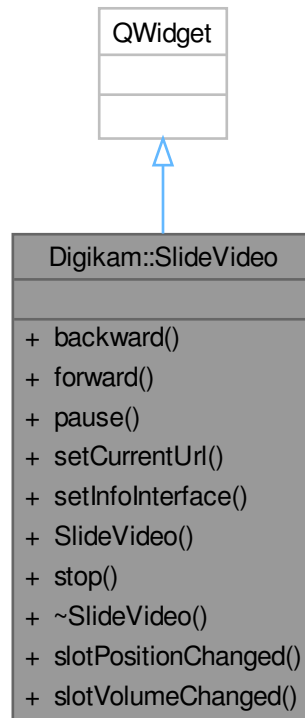 QWidget
Digikam::SlideVideo
+ backward()
+ forward()
+ pause()
+ setCurrentUrl()
+ setInfoInterface()
+ SlideVideo()
+ stop()
+ ~SlideVideo()
+ slotPositionChanged()
+ slotVolumeChanged()